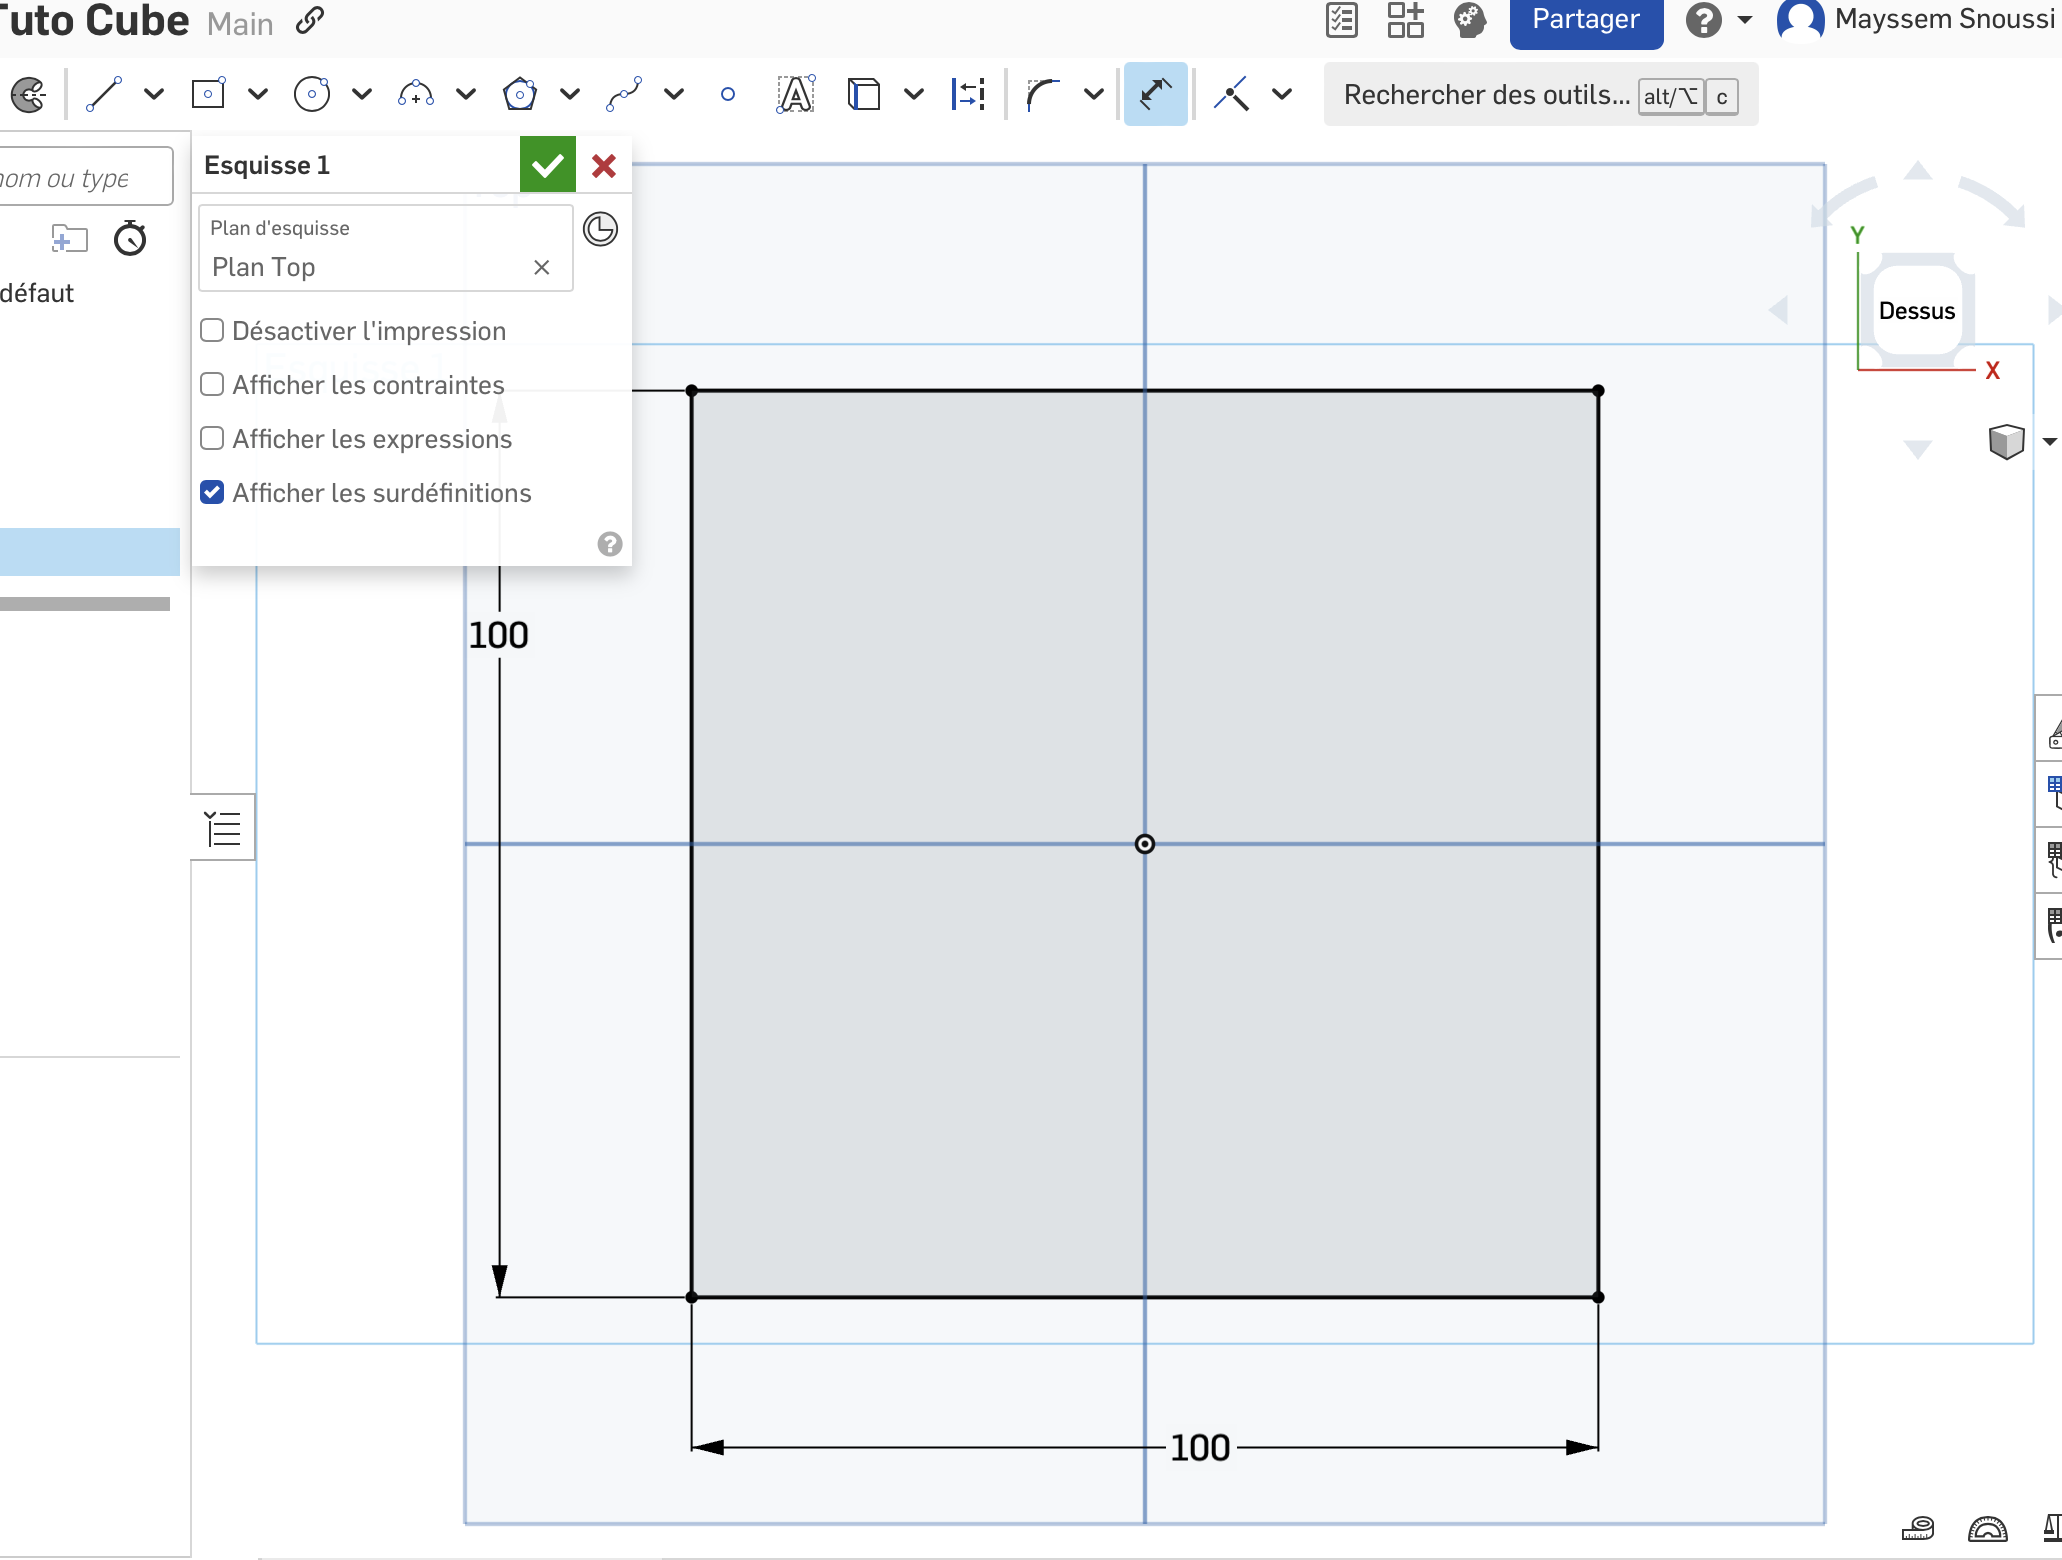 Tuto Cube Main
Partager
Mayssem Snoussi
Rechercher des outils... alt/⌥ c
nom ou type
défaut
Esquisse 1
Plan d'esquisse
Plan Top
Désactiver l'impression
Afficher les contraintes
Afficher les expressions
Afficher les surdéfinitions
Y
Dessus
X
100
100